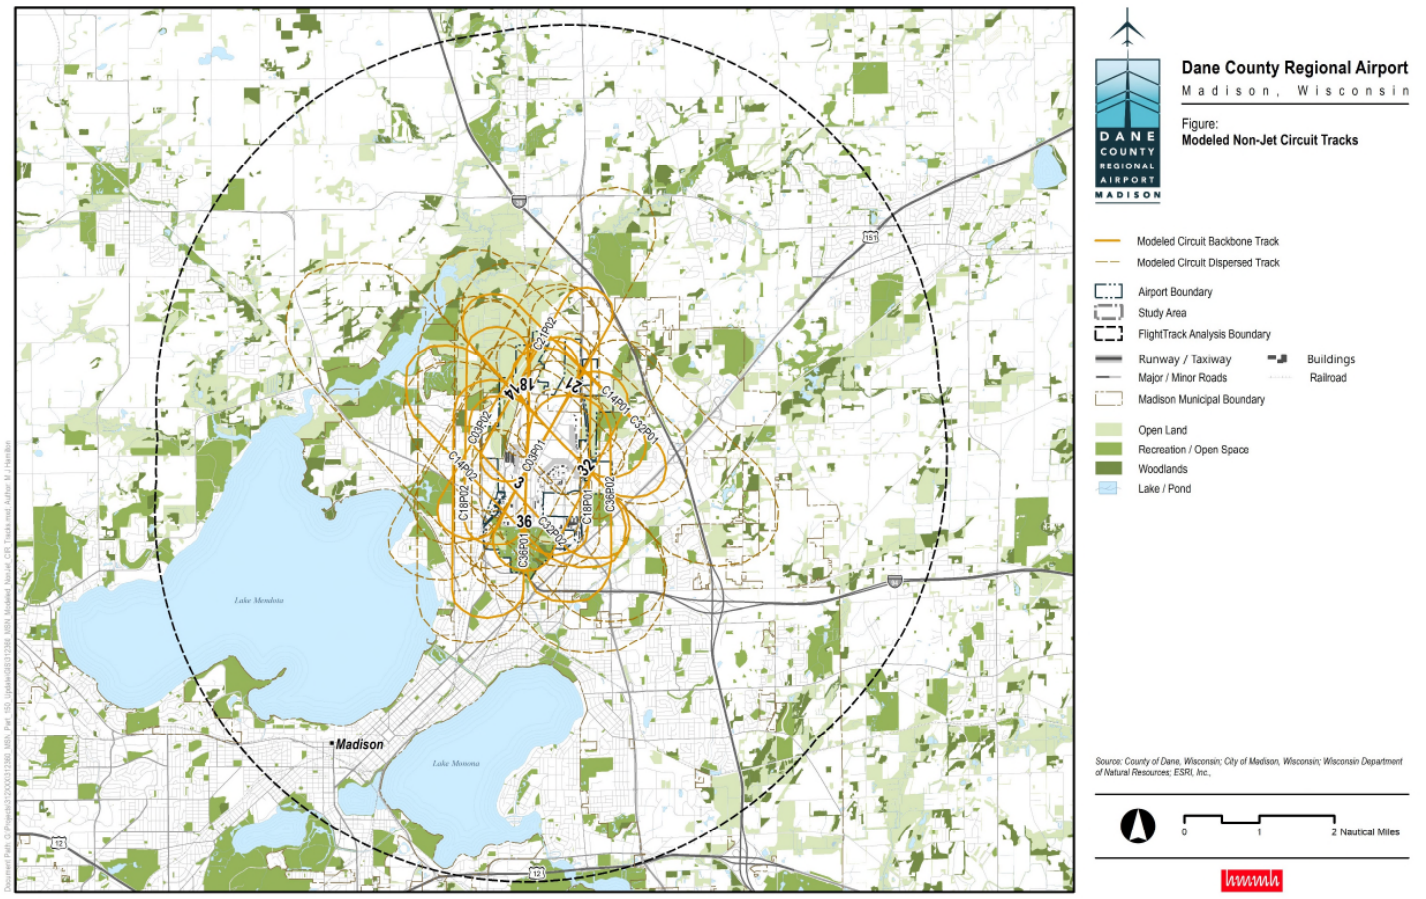 Dane County Regional Airport
Madison, Wisconsin
Figure:
Modeled Non-Jet Circuit Tracks
DANE
COUNTY
REGIONAL
AIRPORT
MADISON
Modeled Circuit Backbone Track
Modeled Circuit Dispersed Track
Airport Boundary
Study Area
FlightTrack Analysis Boundary
Runway / Taxiway
Buildings
Major / Minor Roads
Railroad
Madison Municipal Boundary
Open Land
Recreation / Open Space
Woodlands
Lake / Pond
151
C21P02
18
14
21
C14P01
C32P01
C03P02
C03P01
C14P02
32
3
C18P02
C18P01
C36P02
36
C32P02
C36P01
Lake Mendota
Madison
Lake Monona
12
12
Source: County of Dane, Wisconsin; City of Madison, Wisconsin; Wisconsin Department
of Natural Resources; ESRI, Inc.,
0 1 2 Nautical Miles
hmmh